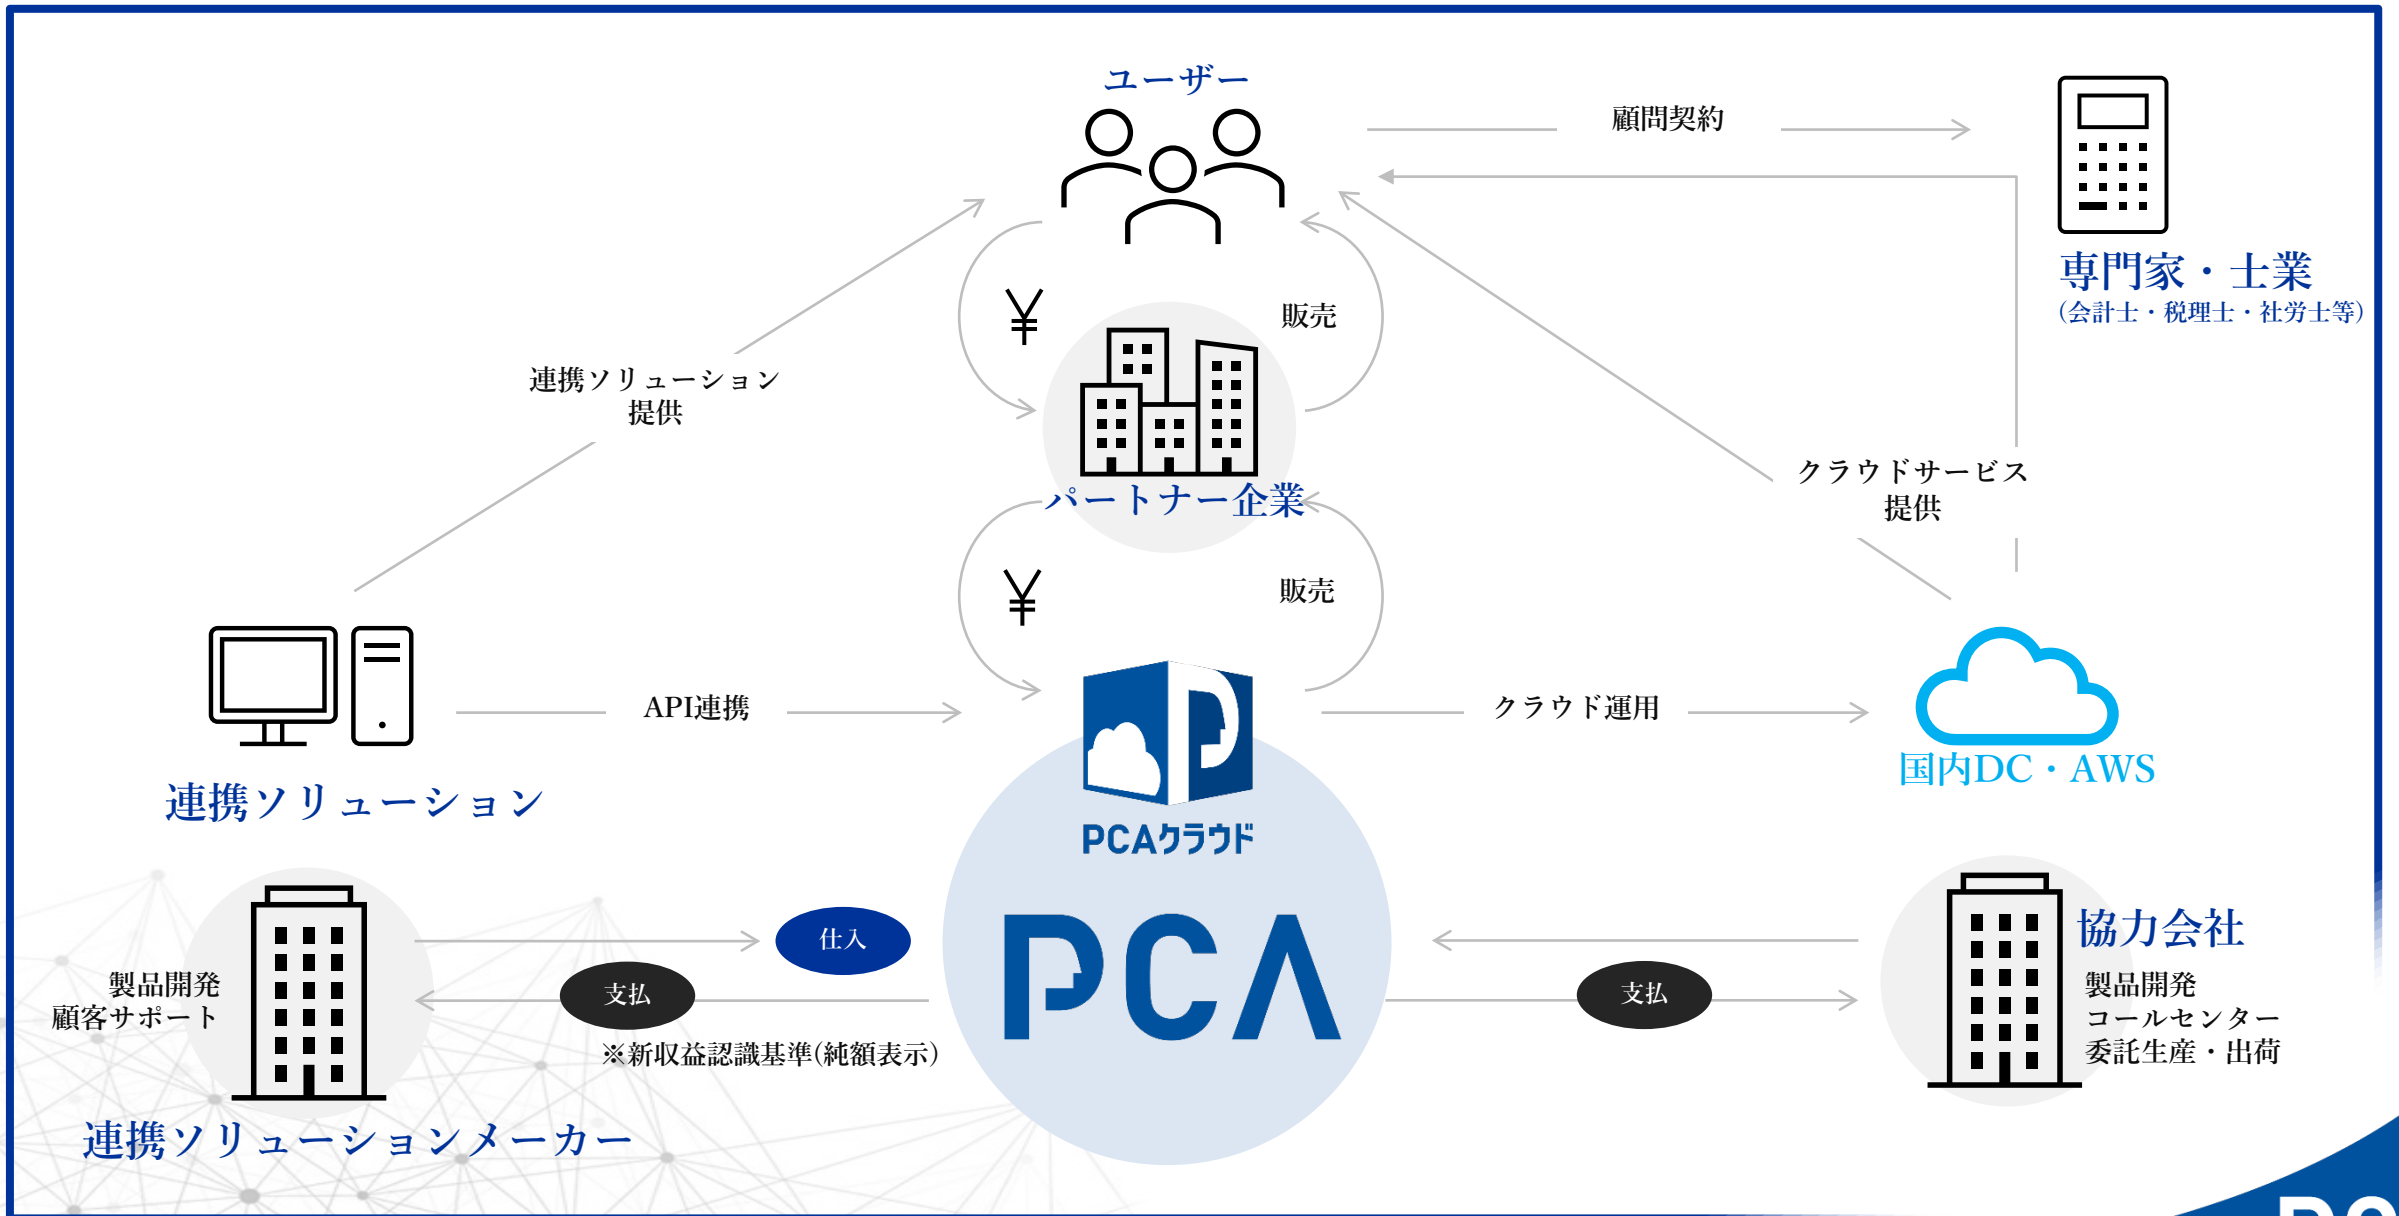 ユーザー
顧問契約
専門家・士業
(会計士・税理士・社労士等)
¥
販売
連携ソリューション
提供
パートナー企業
クラウドサービス
提供
¥
販売
API連携
クラウド運用
国内DC・AWS
連携ソリューション
PCAクラウド
PCA
仕入
支払
※新収益認識基準(純額表示)
製品開発
顧客サポート
連携ソリューションメーカー
支払
協力会社
製品開発
コールセンター
委託生産・出荷